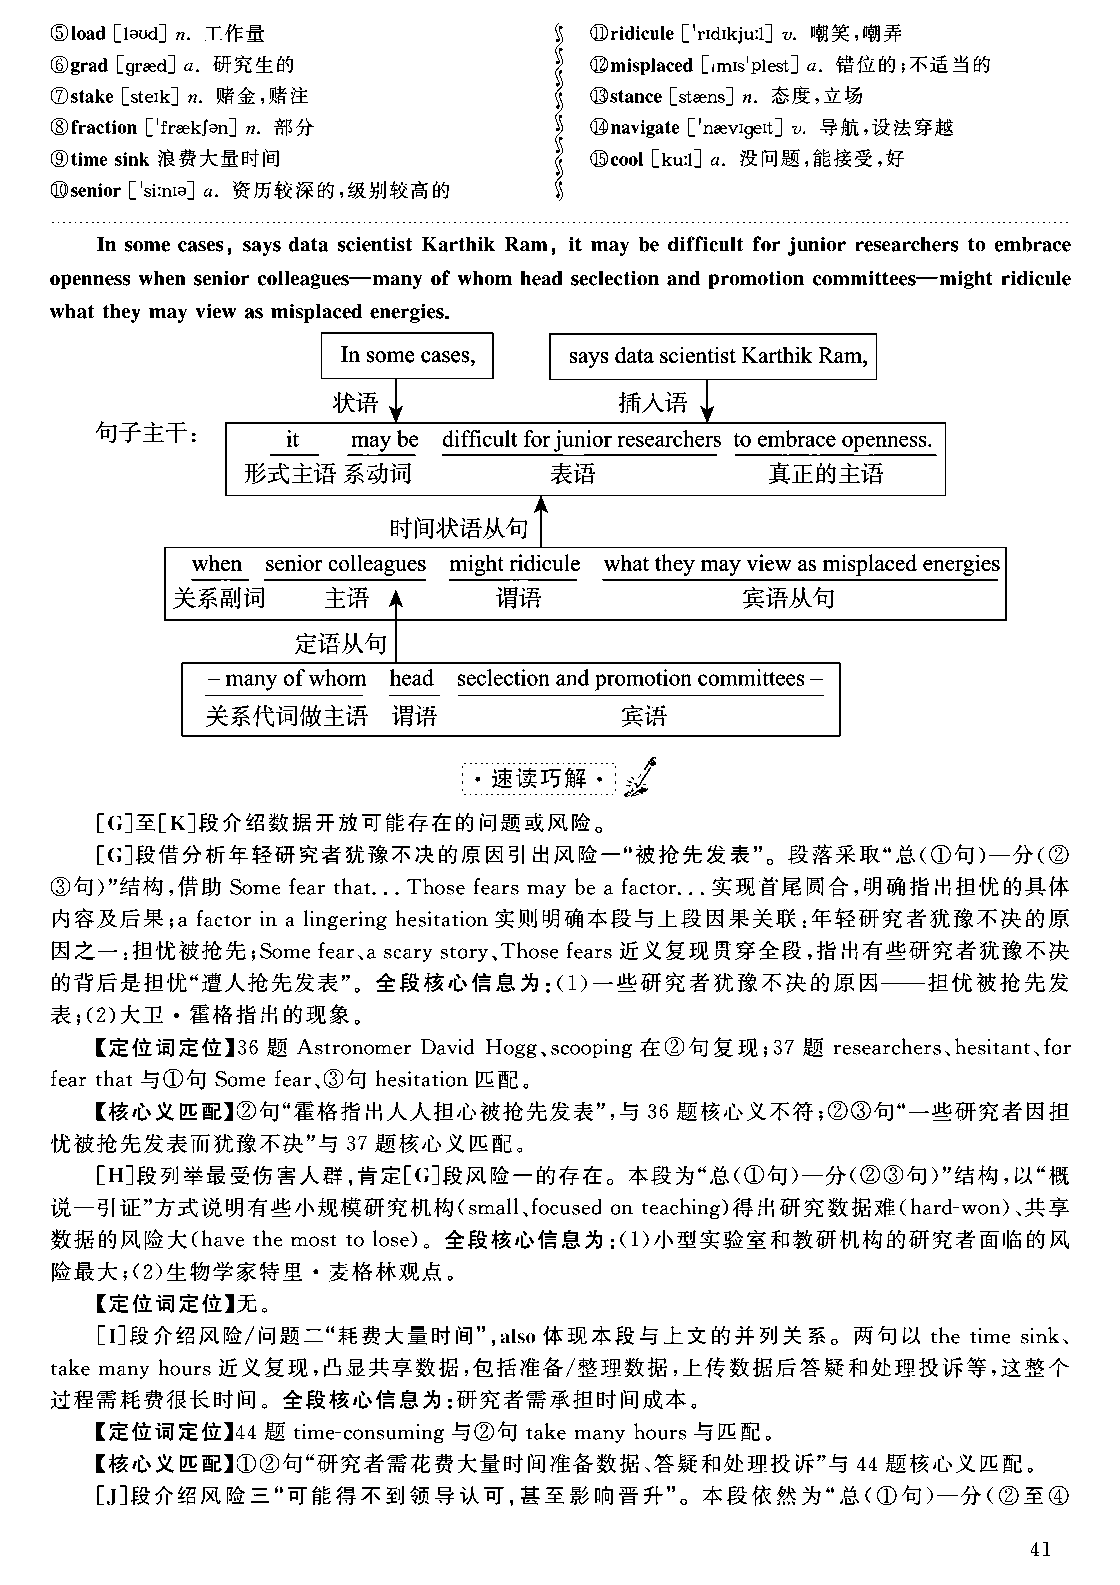 ⑤load [ləʊd] n. 工作量
⑥grad [græd] a. 研究生的
⑦stake [steɪk] n. 赌金,赌注
⑧fraction [ˈfrækʃən] n. 部分
⑨time sink 浪费大量时间
⑩senior [ˈsiːnɪə] a. 资历较深的,级别较高的
⑪ridicule [ˈrɪdɪkjuːl] v. 嘲笑,嘲弄
⑫misplaced [ˌmɪsˈplest] a. 错位的;不适当的
⑬stance [stæns] n. 态度,立场
⑭navigate [ˈnævɪgeɪt] v. 导航,设法穿越
⑮cool [kuːl] a. 没问题,能接受,好
In some cases, says data scientist Karthik Ram, it may be difficult for junior researchers to embrace
openness when senior colleagues—many of whom head seclection and promotion committees—might ridicule
what they may view as misplaced energies.
In some cases, says data scientist Karthik Ram,
状语 插入语
句子主干: it may be difficult for junior researchers to embrace openness.
形式主语 系动词 表语 真正的主语
时间状语从句
when senior colleagues might ridicule what they may view as misplaced energies
关系副词 主语 谓语 宾语从句
定语从句
– many of whom head seclection and promotion committees –
关系代词做主语 谓语 宾语
·速读巧解·
[G]至[K]段介绍数据开放可能存在的问题或风险。
[G]段借分析年轻研究者犹豫不决的原因引出风险一“被抢先发表”。段落采取“总(①句)—分(②
③句)”结构,借助 Some fear that...Those fears may be a factor...实现首尾圆合,明确指出担忧的具体
内容及后果;a factor in a lingering hesitation 实则明确本段与上段因果关联:年轻研究者犹豫不决的原
因之一:担忧被抢先;Some fear、a scary story、Those fears 近义复现贯穿全段,指出有些研究者犹豫不决
的背后是担忧“遭人抢先发表”。全段核心信息为:(1)一些研究者犹豫不决的原因——担忧被抢先发
表;(2)大卫·霍格指出的现象。
【定位词定位】36 题 Astronomer David Hogg、scooping 在②句复现;37 题 researchers、hesitant、for
fear that 与①句 Some fear、③句 hesitation 匹配。
【核心义匹配】②句“霍格指出人人担心被抢先发表”,与 36 题核心义不符;②③句“一些研究者因担
忧被抢先发表而犹豫不决”与 37 题核心义匹配。
[H]段列举最受伤害人群,肯定[G]段风险一的存在。本段为“总(①句)—分(②③句)”结构,以“概
说—引证”方式说明有些小规模研究机构(small、focused on teaching)得出研究数据难(hard-won)、共享
数据的风险大(have the most to lose)。全段核心信息为:(1)小型实验室和教研机构的研究者面临的风
险最大;(2)生物学家特里·麦格林观点。
【定位词定位】无。
[I]段介绍风险/问题二“耗费大量时间”,also 体现本段与上文的并列关系。两句以 the time sink、
take many hours 近义复现,凸显共享数据,包括准备/整理数据,上传数据后答疑和处理投诉等,这整个
过程需耗费很长时间。全段核心信息为:研究者需承担时间成本。
【定位词定位】44 题 time-consuming 与②句 take many hours 与匹配。
【核心义匹配】①②句“研究者需花费大量时间准备数据、答疑和处理投诉”与 44 题核心义匹配。
[J]段介绍风险三“可能得不到领导认可,甚至影响晋升”。本段依然为“总(①句)—分(②至④
41